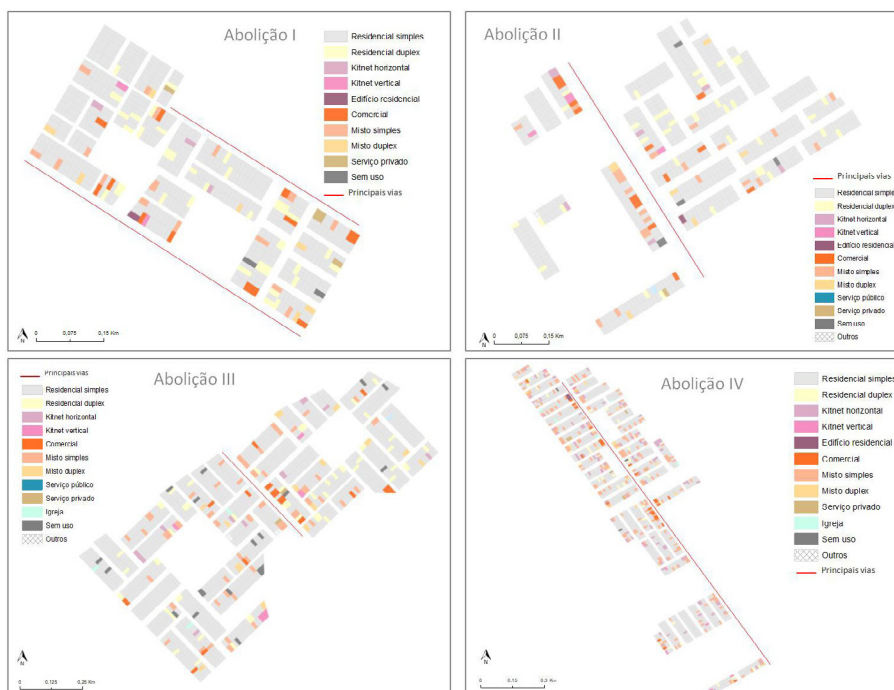 Abolição I
Residencial simples
Residencial duplex
Kitnet horizontal
Kitnet vertical
Edifício residencial
Comercial
Misto simples
Misto duplex
Serviço privado
Sem uso
Principais vias
N
0 0,075 0,15 Km
Abolição II
Principais vias
Residencial simples
Residencial duplex
Kitnet horizontal
Kitnet vertical
Edifício residencial
Comercial
Misto simples
Misto duplex
Serviço público
Serviço privado
Sem uso
Outros
N
0 0,075 0,15 Km
Abolição III
Principais vias
Residencial simples
Residencial duplex
Kitnet horizontal
Kitnet vertical
Comercial
Misto simples
Misto duplex
Serviço público
Serviço privado
Igreja
Sem uso
Outros
N
0 0,125 0,25 Km
Abolição IV
Residencial simples
Residencial duplex
Kitnet horizontal
Kitnet vertical
Edifício residencial
Comercial
Misto simples
Misto duplex
Serviço privado
Igreja
Sem uso
Outros
Principais vias
N
0 0,15 0,3 Km